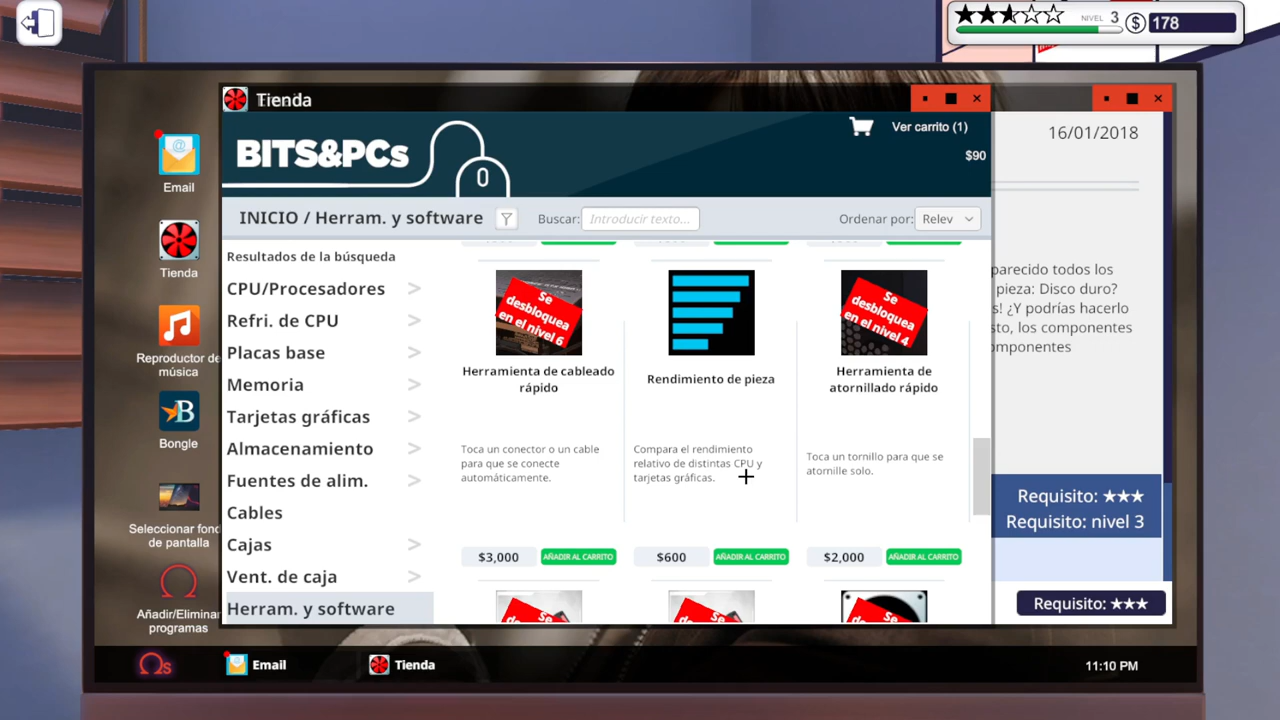 NIVEL 3
$ 178
Tienda
BITS&PCs
Ver carrito (1)
$90
16/01/2018
INICIO / Herram. y software
Buscar: Introducir texto...
Ordenar por: Relev
Resultados de la búsqueda
CPU/Procesadores >
Refri. de CPU >
Placas base >
Memoria >
Tarjetas gráficas >
Almacenamiento >
Fuentes de alim. >
Cables
Cajas >
Vent. de caja >
Herram. y software
Se
desbloquea
en el nivel 6
Herramienta de cableado
rápido
Toca un conector o un cable
para que se conecte
automáticamente.
$3,000 AÑADIR AL CARRITO
Rendimiento de pieza
Compara el rendimiento
relativo de distintas CPU y
tarjetas gráficas.
$600 AÑADIR AL CARRITO
Se
desbloquea
en el nivel 4
Herramienta de
atornillado rápido
Toca un tornillo para que se
atornille solo.
$2,000 AÑADIR AL CARRITO
parecido todos los
pieza: Disco duro?
s! ¿Y podrías hacerlo
sto, los componentes
omponentes
Requisito: ★★★
Requisito: nivel 3
Requisito: ★★★
Email
Tienda
Reproductor de
música
Bongle
Seleccionar fond
de pantalla
Añadir/Eliminar
programas
Email
Tienda
11:10 PM